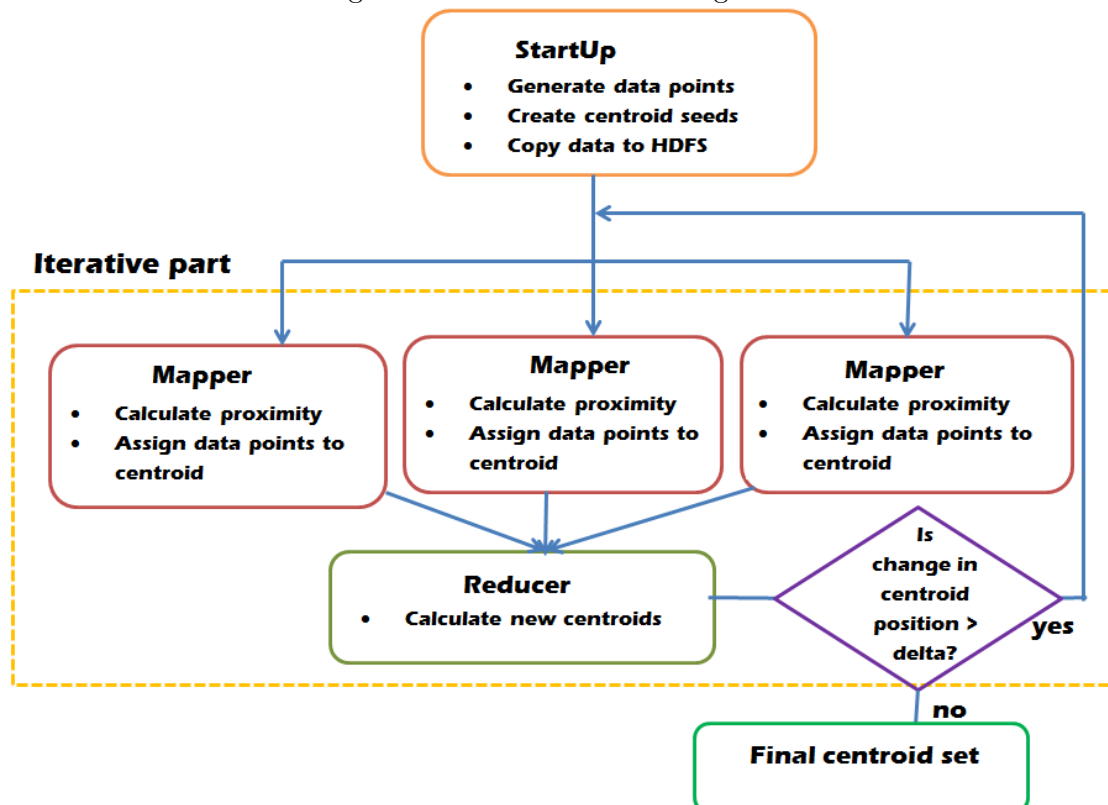 StartUp
• Generate data points
• Create centroid seeds
• Copy data to HDFS
Iterative part
Mapper
• Calculate proximity
• Assign data points to
centroid
Mapper
• Calculate proximity
• Assign data points to
centroid
Mapper
• Calculate proximity
• Assign data points to
centroid
Reducer
• Calculate new centroids
Is
change in
centroid
position >
delta?
yes
no
Final centroid set